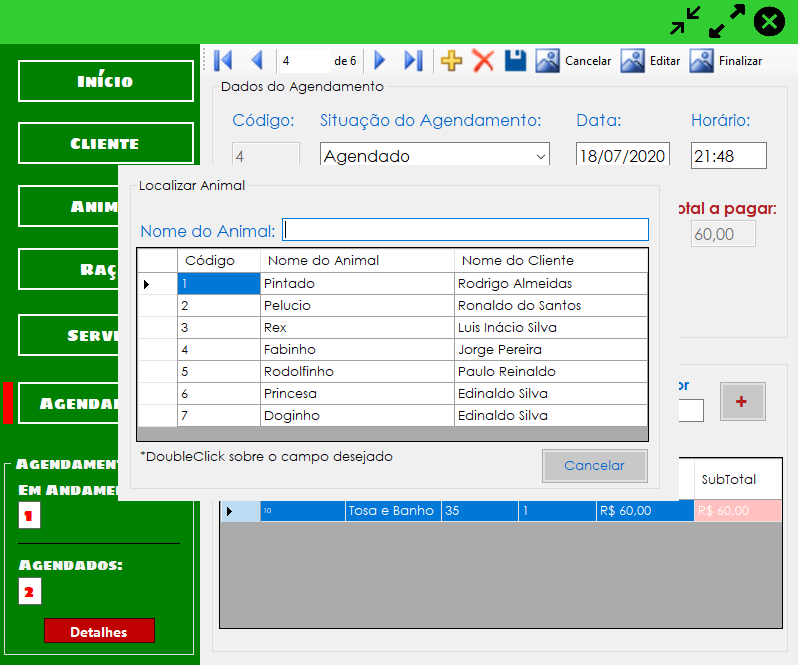 4 de 6 Cancelar Editar Finalizar
INÍCIO
CLIENTE
ANIM
RAÇ
SERVI
AGENDAM
AGENDAMENT
EM ANDAME
1
AGENDADOS:
2
Detalhes
Dados do Agendamento
Código: Situação do Agendamento: Data: Horário:
4 Agendado 18/07/2020 21:48
otal a pagar:
60,00
Localizar Animal
Nome do Animal:
Código Nome do Animal Nome do Cliente
1 Pintado Rodrigo Almeidas
2 Pelucio Ronaldo do Santos
3 Rex Luis Inácio Silva
4 Fabinho Jorge Pereira
5 Rodolfinho Paulo Reinaldo
6 Princesa Edinaldo Silva
7 Doginho Edinaldo Silva
*DoubleClick sobre o campo desejado
Cancelar
or
+
SubTotal
10 Tosa e Banho 35 1 R$ 60,00 R$ 60,00